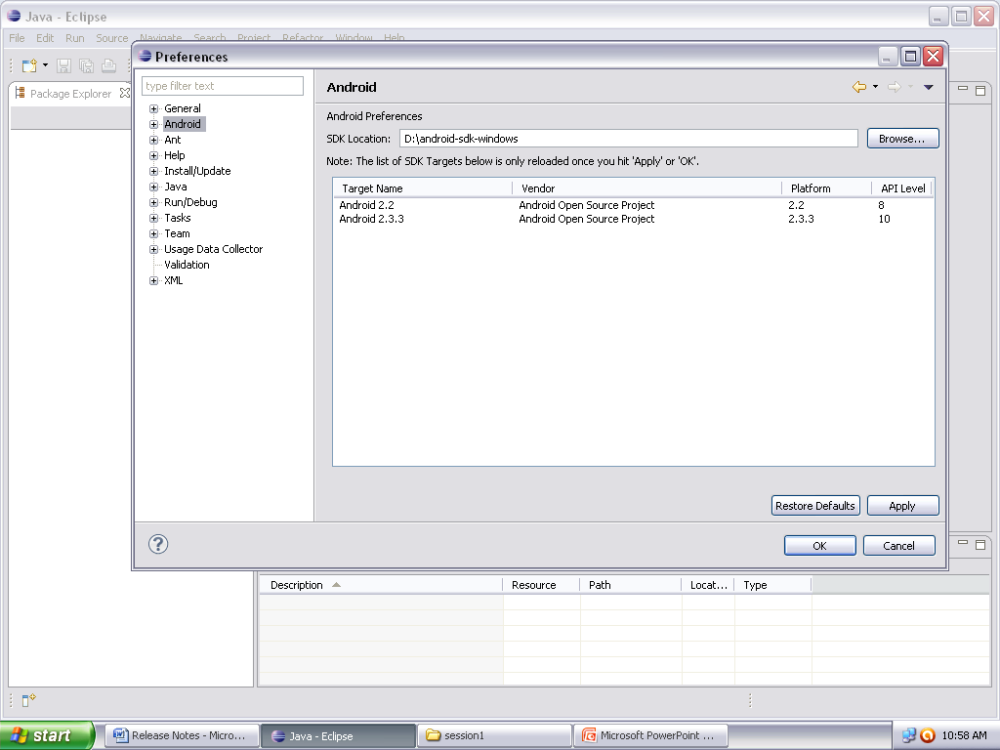 Java - Eclipse
File Edit Run Source Navigate Search Project Refactor Window Help
Preferences
Package Explorer
type filter text
General
Android
Ant
Help
Install/Update
Java
Run/Debug
Tasks
Team
Usage Data Collector
Validation
XML
Android
Android Preferences
SDK Location: D:\android-sdk-windows Browse...
Note: The list of SDK Targets below is only reloaded once you hit 'Apply' or 'OK'.
Target Name Vendor Platform API Level
Android 2.2 Android Open Source Project 2.2 8
Android 2.3.3 Android Open Source Project 2.3.3 10
Restore Defaults Apply
? OK Cancel
Description Resource Path Locat... Type
start Release Notes - Micro... Java - Eclipse session1 Microsoft PowerPoint ... 10:58 AM